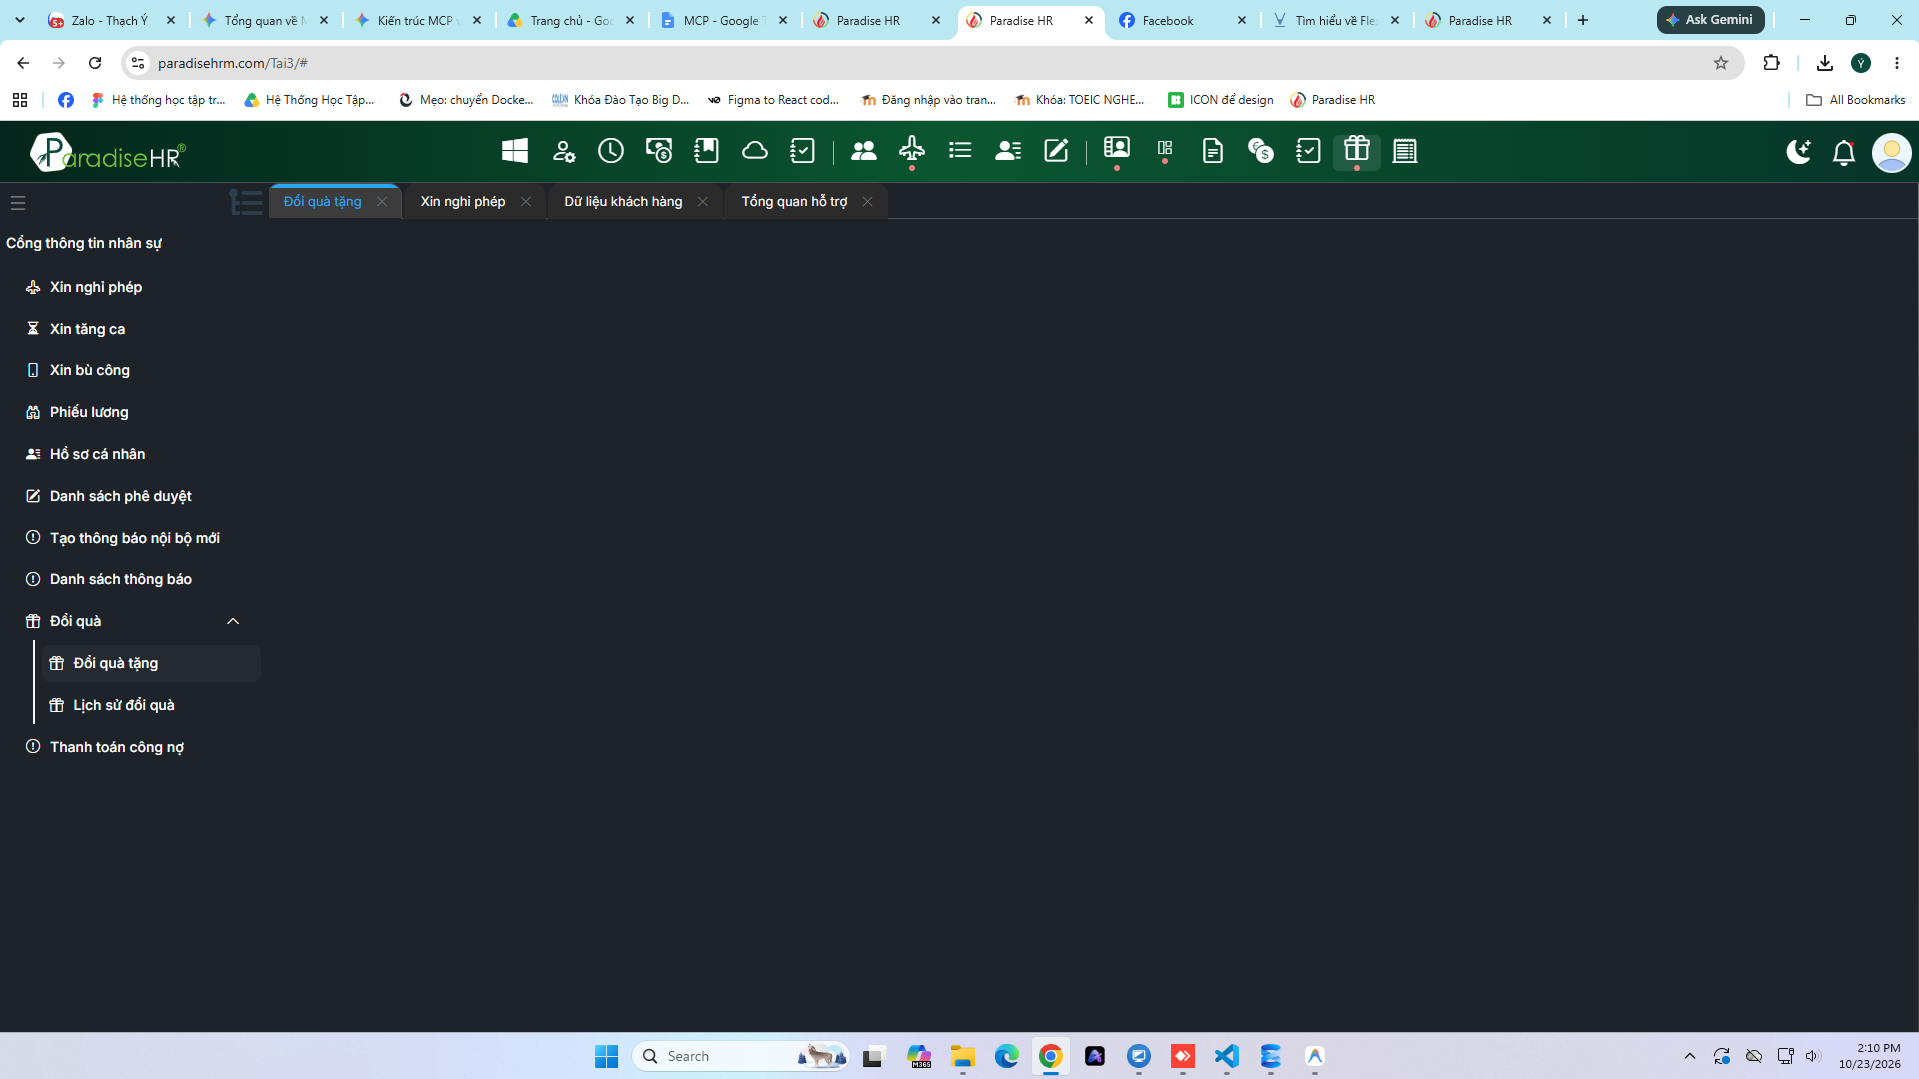 Zalo - Thạch Ý
Tổng quan về M
Kiến trúc MCP v
Trang chủ - Goo
MCP - Google T
Paradise HR
Paradise HR
Facebook
Tìm hiểu về Fle
Paradise HR
Ask Gemini
paradisehrm.com/Tai3/#
Hệ thống học tập tr...
Hệ Thống Học Tập...
Mẹo: chuyển Docke...
Khóa Đào Tạo Big D...
Figma to React cod...
Đăng nhập vào tran...
Khóa: TOEIC NGHE...
ICON để design
Paradise HR
All Bookmarks
ParadiseHR®
Đổi quà tặng
Xin nghỉ phép
Dữ liệu khách hàng
Tổng quan hỗ trợ
Cổng thông tin nhân sự
Xin nghỉ phép
Xin tăng ca
Xin bù công
Phiếu lương
Hồ sơ cá nhân
Danh sách phê duyệt
Tạo thông báo nội bộ mới
Danh sách thông báo
Đổi quà
Đổi quà tặng
Lịch sử đổi quà
Thanh toán công nợ
Search
M365
2:10 PM
10/23/2026